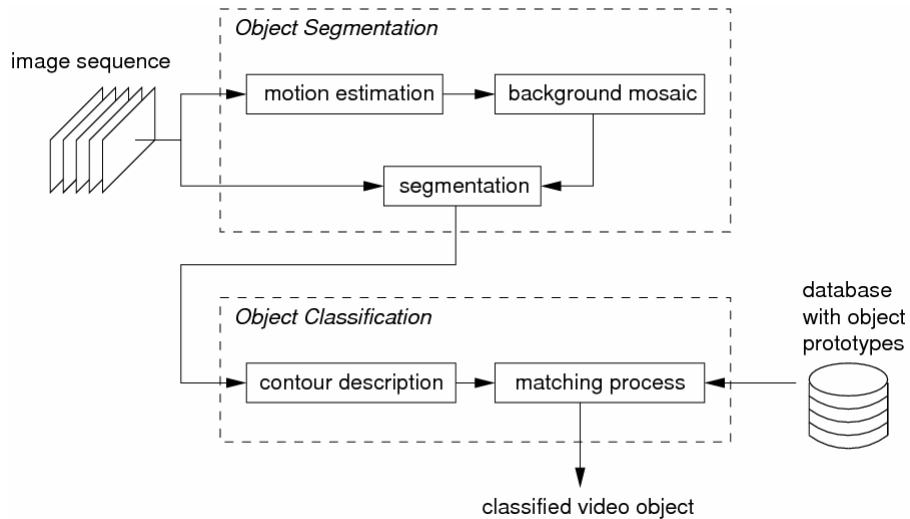 Object Segmentation
image sequence
motion estimation
background mosaic
segmentation
database
with object
prototypes
Object Classification
contour description
matching process
classified video object